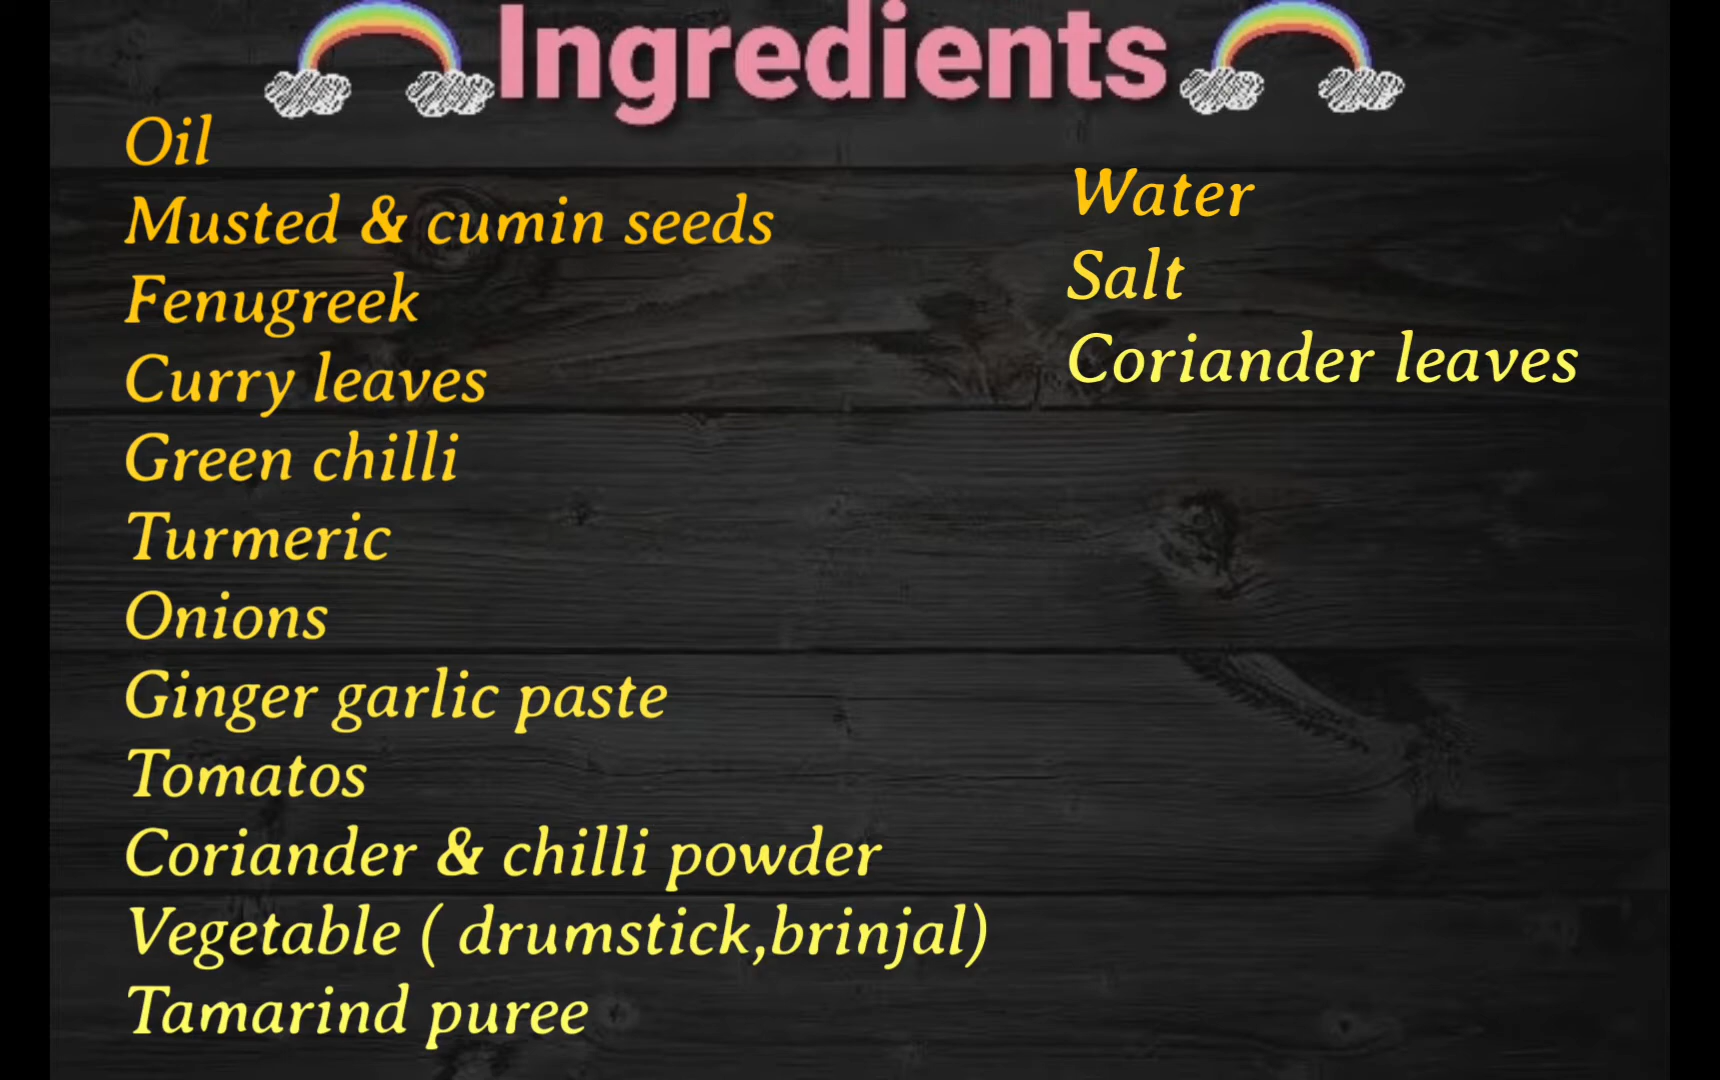 Ingredients
Oil
Musted & cumin seeds
Fenugreek
Curry leaves
Green chilli
Turmeric
Onions
Ginger garlic paste
Tomatos
Coriander & chilli powder
Vegetable ( drumstick,brinjal)
Tamarind puree
Water
Salt
Coriander leaves